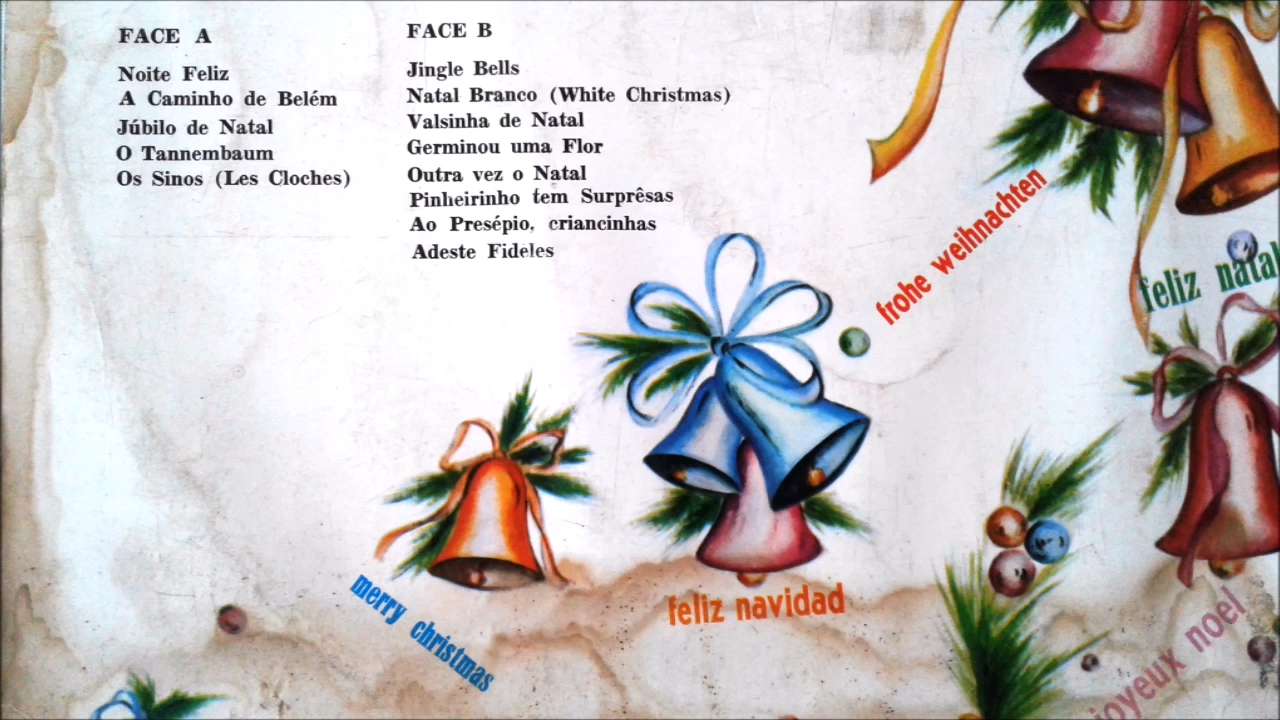 FACE A
Noite Feliz
A Caminho de Belém
Júbilo de Natal
O Tannembaum
Os Sinos (Les Cloches)
FACE B
Jingle Bells
Natal Branco (White Christmas)
Valsinha de Natal
Germinou uma Flor
Outra vez o Natal
Pinheirinho tem Surprêsas
Ao Presépio, criancinhas
Adeste Fideles
frohe weihnachten
feliz natal
merry christmas
feliz navidad
joyeux noel